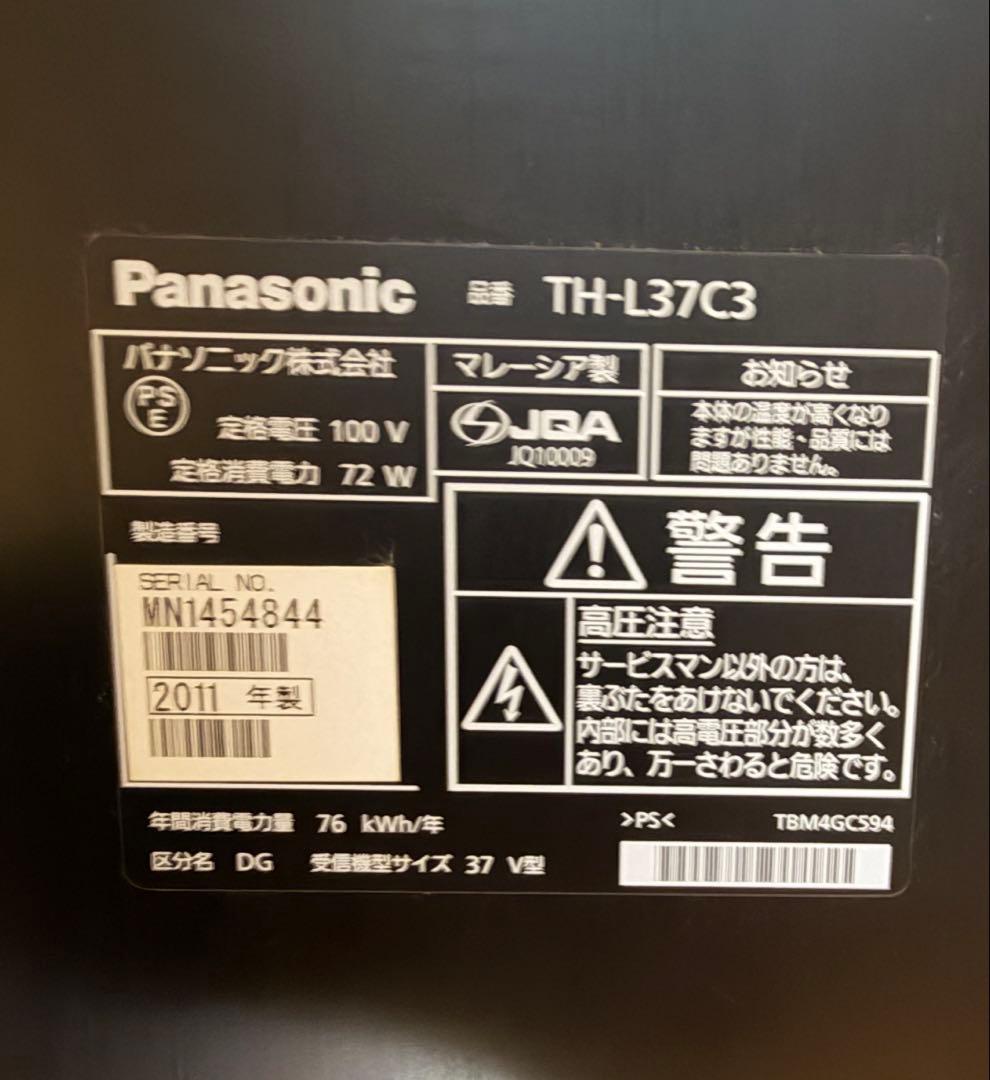 Panasonic 品番 TH-L37C3
パナソニック株式会社
PS
E
定格電圧 100 V
定格消費電力 72 W
マレーシア製
JQA
JQ10009
お知らせ
本体の温度が高くなり
ますが性能・品質には
問題ありません。
製造番号
SERIAL NO.
MN1454844
2011 年製
警告
高圧注意
サービスマン以外の方は、
裏ぶたをあけないでください。
内部には高電圧部分が数多く
あり、万一さわると危険です。
年間消費電力量 76 kWh/年
区分名 DG 受信機型サイズ 37 V型
>PS<
TBM4GC594